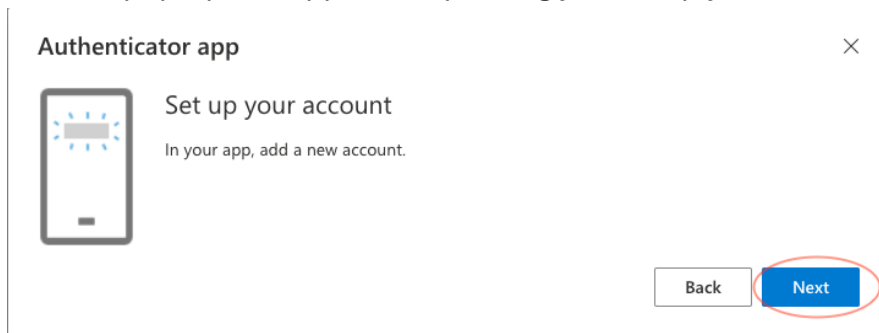 Authenticator app
Set up your account
In your app, add a new account.
Back
Next